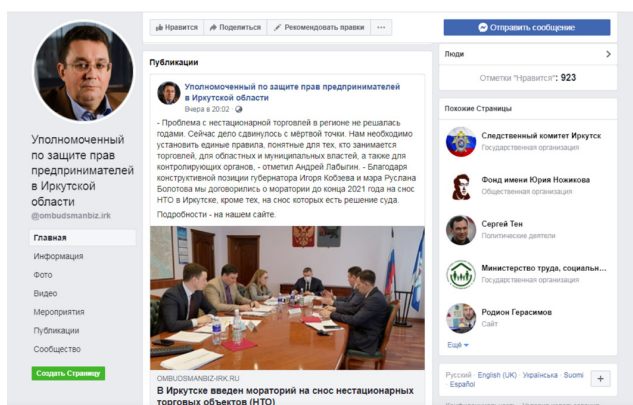 Нравится Поделиться Рекомендовать правки ···
Отправить сообщение
Уполномоченный
по защите прав
предпринимателей
в Иркутской
области
@ombudsmanbiz.irk
Главная
Информация
Фото
Видео
Мероприятия
Публикации
Сообщество
Создать Страницу
Публикации
Уполномоченный по защите прав предпринимателей
в Иркутской области
Вчера в 20:02 ·
- Проблема с нестационарной торговлей в регионе не решалась
годами. Сейчас дело сдвинулось с мёртвой точки. Нам необходимо
установить единые правила, понятные для тех, кто занимается
торговлей, для областных и муниципальных властей, а также для
контролирующих органов, - отметил Андрей Лабыгин. - Благодаря
конструктивной позиции губернатора Игоря Кобзева и мэра Руслана
Болотова мы договорились о моратории до конца 2021 года на снос
НТО в Иркутске, кроме тех, на снос которых есть решение суда.
Подробности - на нашем сайте.
OMBUDSMANBIZ-IRK.RU
В Иркутске введен мораторий на снос нестационарных
торговых объектов (НТО)
Люди
Отметки "Нравится": 923
Похожие Страницы
Следственный комитет Иркутск
Государственная организация
Фонд имени Юрия Ножикова
Общественная организация
Сергей Тен
Политические деятели
Министерство труда, социальн...
Государственная организация
Родион Герасимов
Сайт
Ещё
Русский · English (UK) · Українська · Suomi
· Español
+